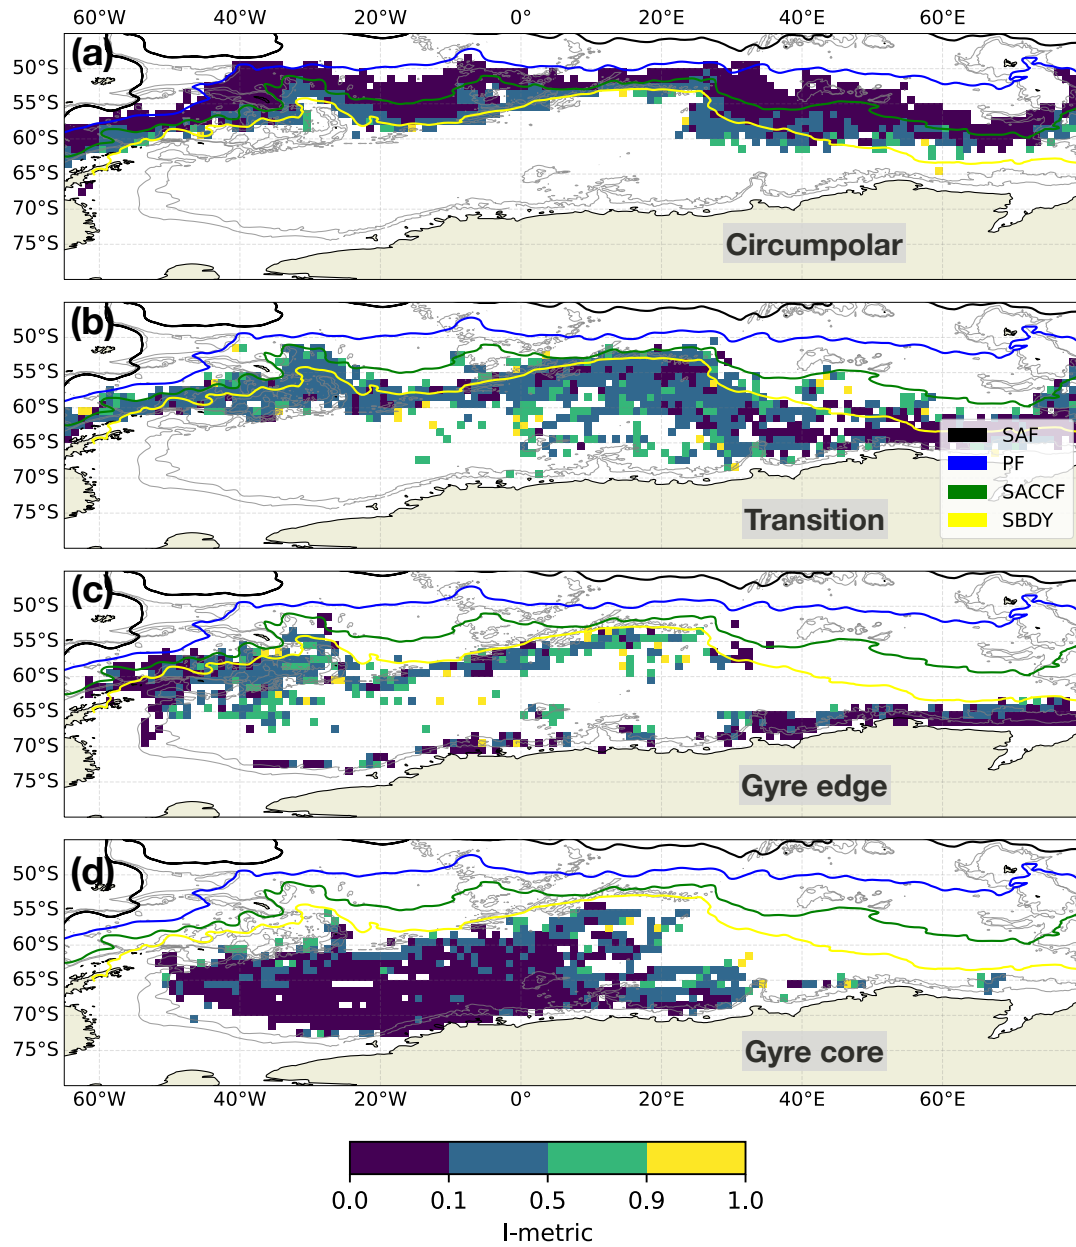 60°W 40°W 20°W 0° 20°E 40°E 60°E
(a)
50°S
55°S
60°S
65°S
70°S
75°S
Circumpolar
(b)
50°S
55°S
60°S
65°S
70°S
75°S
SAF
PF
SACCF
SBDY
Transition
(c)
50°S
55°S
60°S
65°S
70°S
75°S
Gyre edge
(d)
50°S
55°S
60°S
65°S
70°S
75°S
Gyre core
60°W 40°W 20°W 0° 20°E 40°E 60°E
0.0 0.1 0.5 0.9 1.0
I-metric